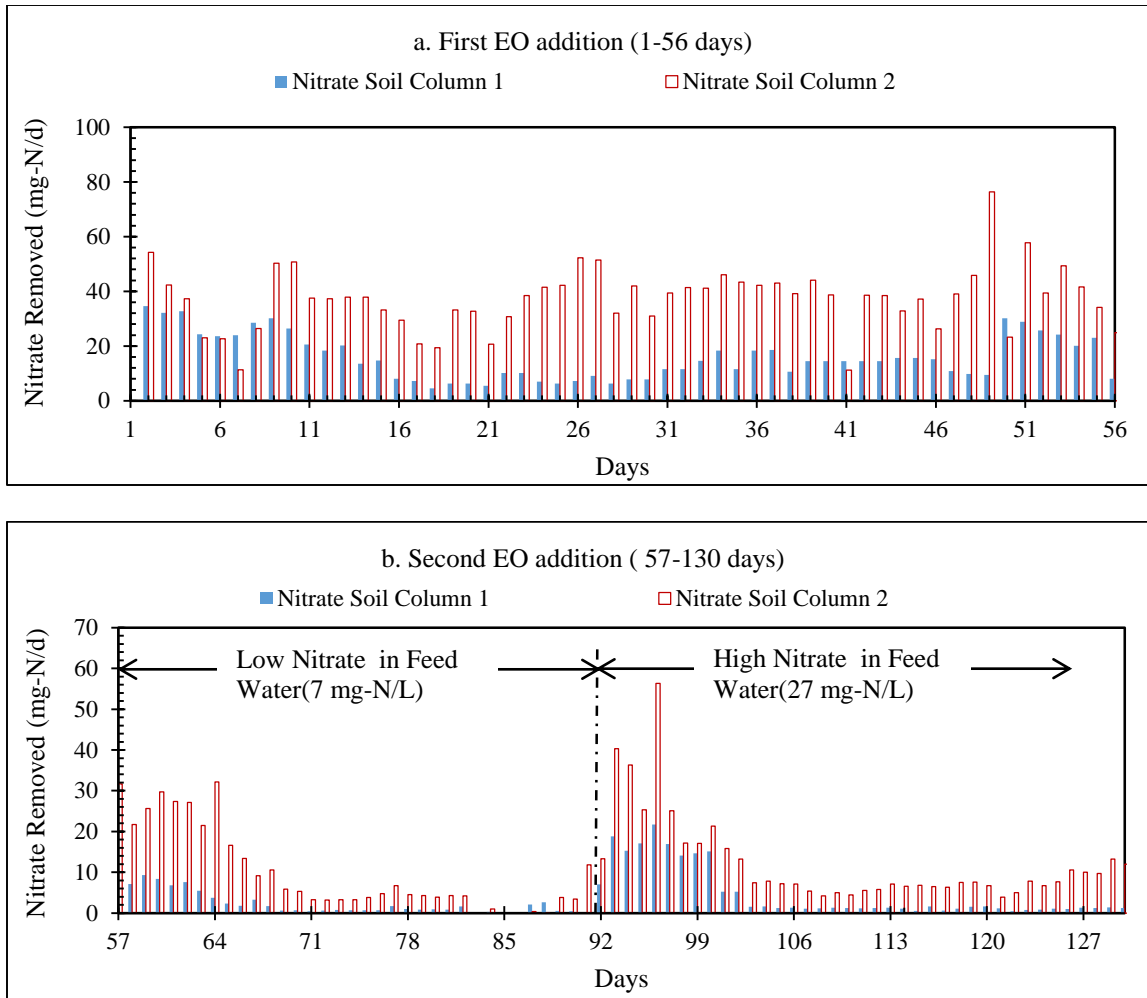 a. First EO addition (1-56 days)
Nitrate Soil Column 1 Nitrate Soil Column 2
Nitrate Removed (mg-N/d)
100
80
60
40
20
0
1 6 11 16 21 26 31 36 41 46 51 56
Days
b. Second EO addition ( 57-130 days)
Nitrate Soil Column 1 Nitrate Soil Column 2
Nitrate Removed (mg-N/d)
70
60
50
40
30
20
10
0
Low Nitrate in Feed
Water(7 mg-N/L)
High Nitrate in Feed
Water(27 mg-N/L)
57 64 71 78 85 92 99 106 113 120 127
Days